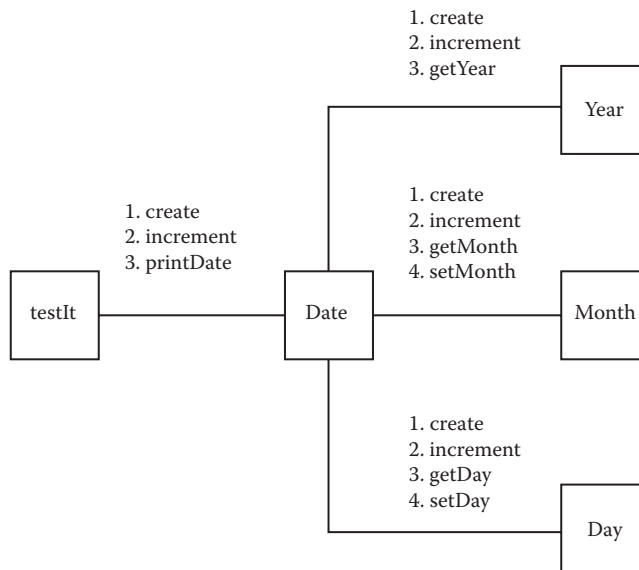 1. create
2. increment
3. getYear
Year
1. create
2. increment
3. printDate
1. create
2. increment
3. getMonth
4. setMonth
testIt
Date
Month
1. create
2. increment
3. getDay
4. setDay
Day